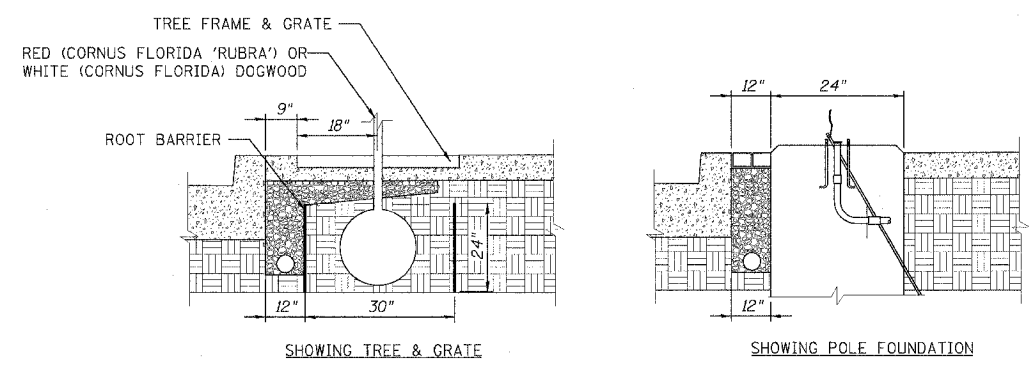 TREE FRAME & GRATE
RED (CORNUS FLORIDA 'RUBRA') OR
WHITE (CORNUS FLORIDA) DOGWOOD
9"
18"
ROOT BARRIER
24"
12"
30"
SHOWING TREE & GRATE
12"
24"
12"
SHOWING POLE FOUNDATION